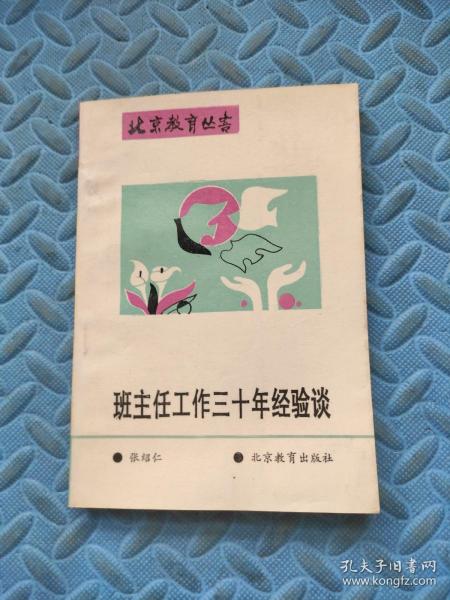 北京教育丛书
班主任工作三十年经验谈
● 张绍仁 ● 北京教育出版社
孔夫子旧书网
www.kongfz.com